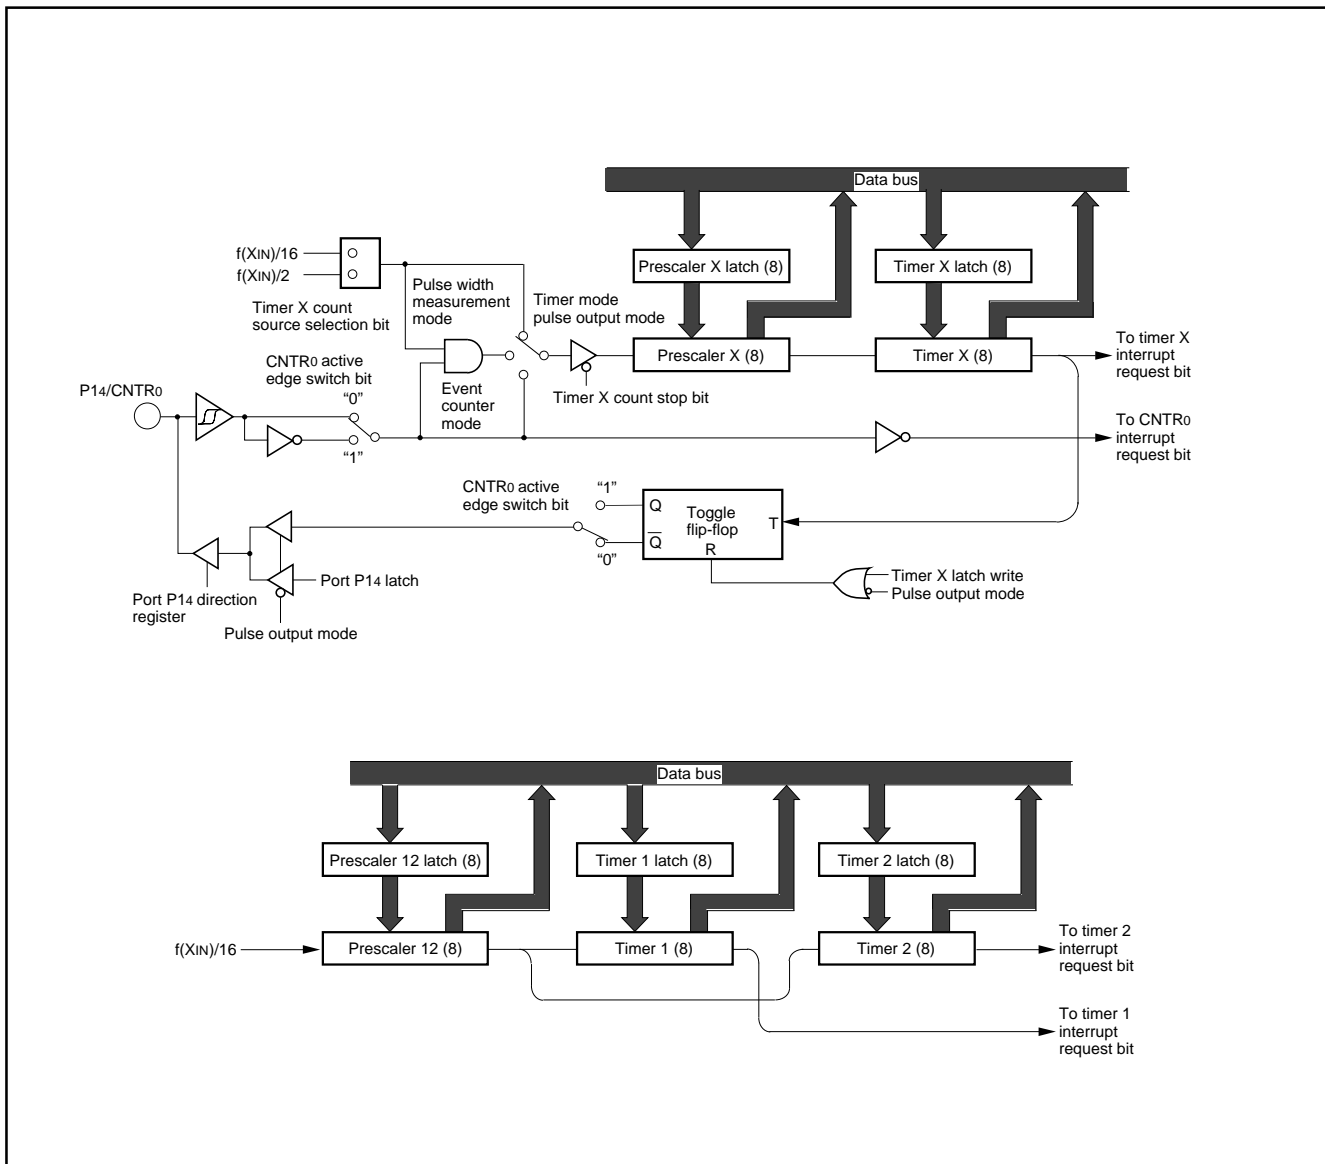 Data bus
f(XIN)/16
f(XIN)/2
Timer X count
source selection bit
Pulse width
measurement
mode
Timer mode
pulse output mode
Prescaler X latch (8)
Timer X latch (8)
Prescaler X (8)
Timer X (8)
To timer X
interrupt
request bit
CNTR0 active
edge switch bit
"0"
"1"
P14/CNTR0
Event
counter
mode
Timer X count stop bit
To CNTR0
interrupt
request bit
CNTR0 active
edge switch bit
"1"
"0"
Q
Q̅
Toggle
flip-flop
T
R
Timer X latch write
Pulse output mode
Port P14 latch
Port P14 direction
register
Pulse output mode
Data bus
Prescaler 12 latch (8)
Timer 1 latch (8)
Timer 2 latch (8)
f(XIN)/16
Prescaler 12 (8)
Timer 1 (8)
Timer 2 (8)
To timer 2
interrupt
request bit
To timer 1
interrupt
request bit